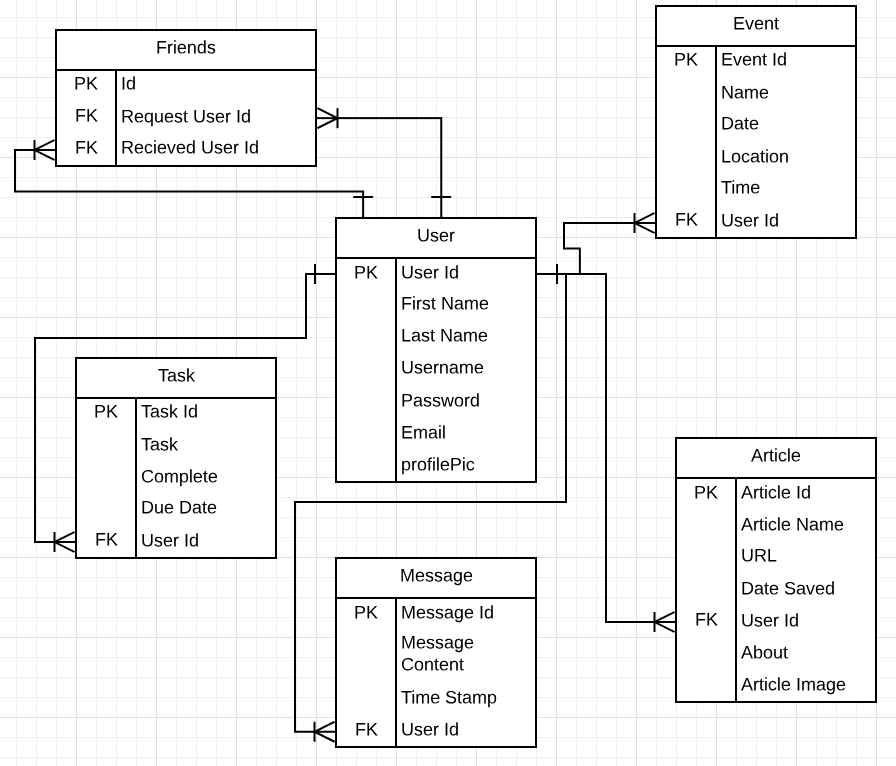 Friends
PK Id
FK Request User Id
FK Recieved User Id
Event
PK Event Id
Name
Date
Location
Time
FK User Id
User
PK User Id
First Name
Last Name
Username
Password
Email
profilePic
Task
PK Task Id
Task
Complete
Due Date
FK User Id
Message
PK Message Id
Message
Content
Time Stamp
FK User Id
Article
PK Article Id
Article Name
URL
Date Saved
FK User Id
About
Article Image